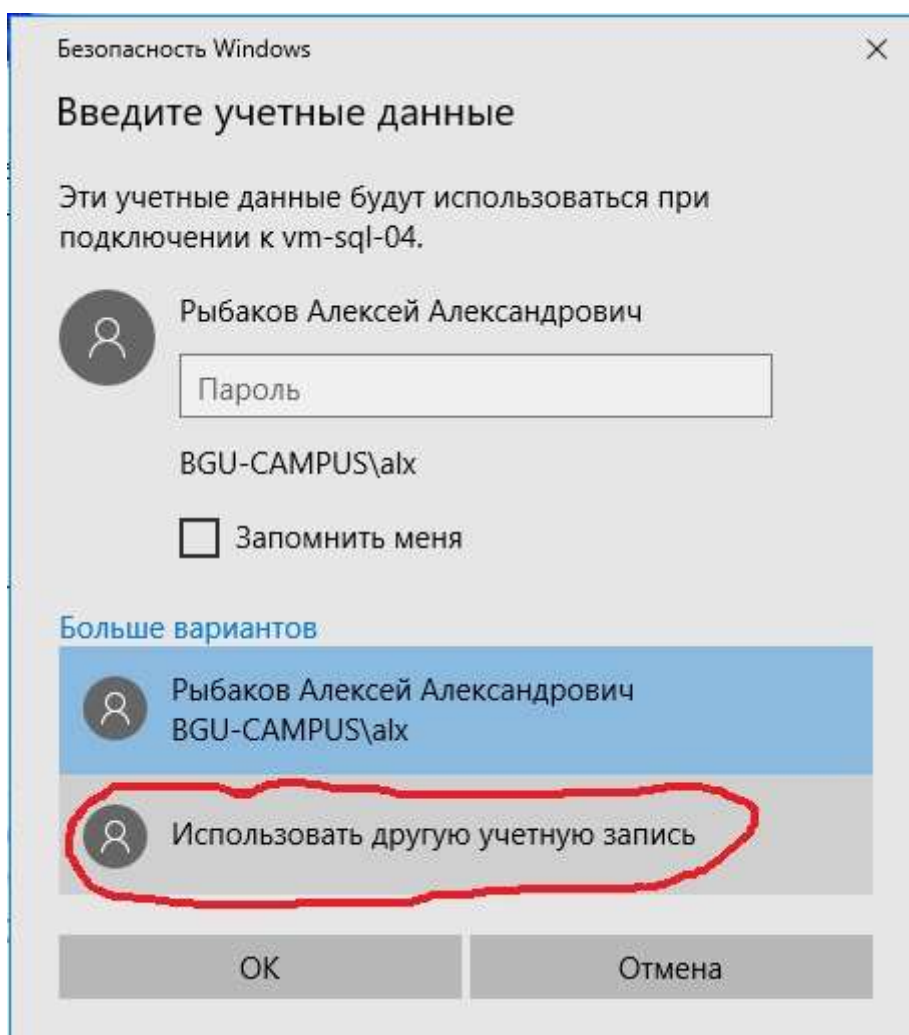 Безопасность Windows
Введите учетные данные
Эти учетные данные будут использоваться при
подключении к vm-sql-04.
Рыбаков Алексей Александрович
Пароль
BGU-CAMPUS\alx
Запомнить меня
Больше вариантов
Рыбаков Алексей Александрович
BGU-CAMPUS\alx
Использовать другую учетную запись
ОК
Отмена